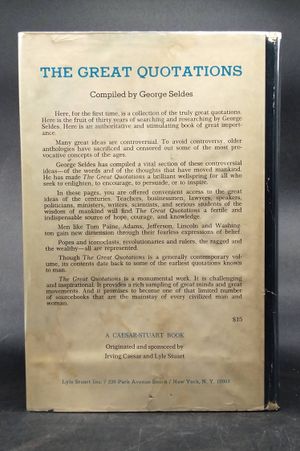 THE GREAT QUOTATIONS
Compiled by George Seldes
Here, for the first time, is a collection of the truly great quotations.
Here is the fruit of thirty years of searching and researching by George
Seldes. Here is an authoritative and stimulating book of great import-
ance.
Many great ideas are controversial. To avoid controversy, older
anthologies have sacrificed and censored out some of the most pro-
vocative concepts of the ages.
George Seldes has compiled a vital section of these controversial
ideas—of the words and of the thoughts that have moved mankind.
He has made The Great Quotations a brilliant wellspring for all who
seek to enlighten, to encourage, to persuade, or to inspire.
In these pages, you are offered convenient access to the great
ideas of the centuries. Teachers, businessmen, lawyers, speakers,
politicians, ministers, writers, scientists, and serious students of the
wisdom of mankind will find The Great Quotations a fertile and
indispensable source of hope, courage, and knowledge.
Men like Tom Paine, Adams, Jefferson, Lincoln and Washing-
ton gain new dimension through their fearless expressions of belief.
Popes and iconoclasts, revolutionaries and rulers, the ragged and
the wealthy—all are represented.
Though The Great Quotations is a generally contemporary vol-
ume, its contents date back to some of the earliest quotations known
to man.
The Great Quotations is a monumental work. It is challenging
and inspirational. It provides a rich sampling of great minds and great
movements. And it promises to become one of that limited number
of sourcebooks that are the mainstay of every civilized man and
woman.
$15
A CAESAR-STUART BOOK
Originated and sponsored by
Irving Caesar and Lyle Stuart
Lyle Stuart Inc. / 239 Park Avenue South / New York, N. Y. 10003